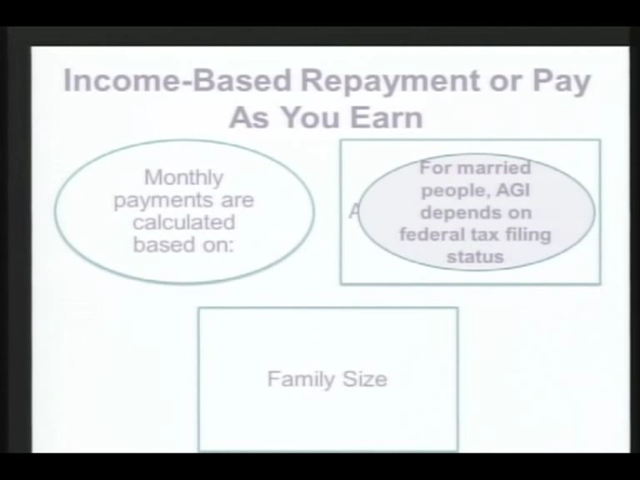 Income-Based Repayment or Pay
As You Earn
Monthly
payments are
calculated
based on:
For married
people, AGI
depends on
federal tax filing
status
Family Size